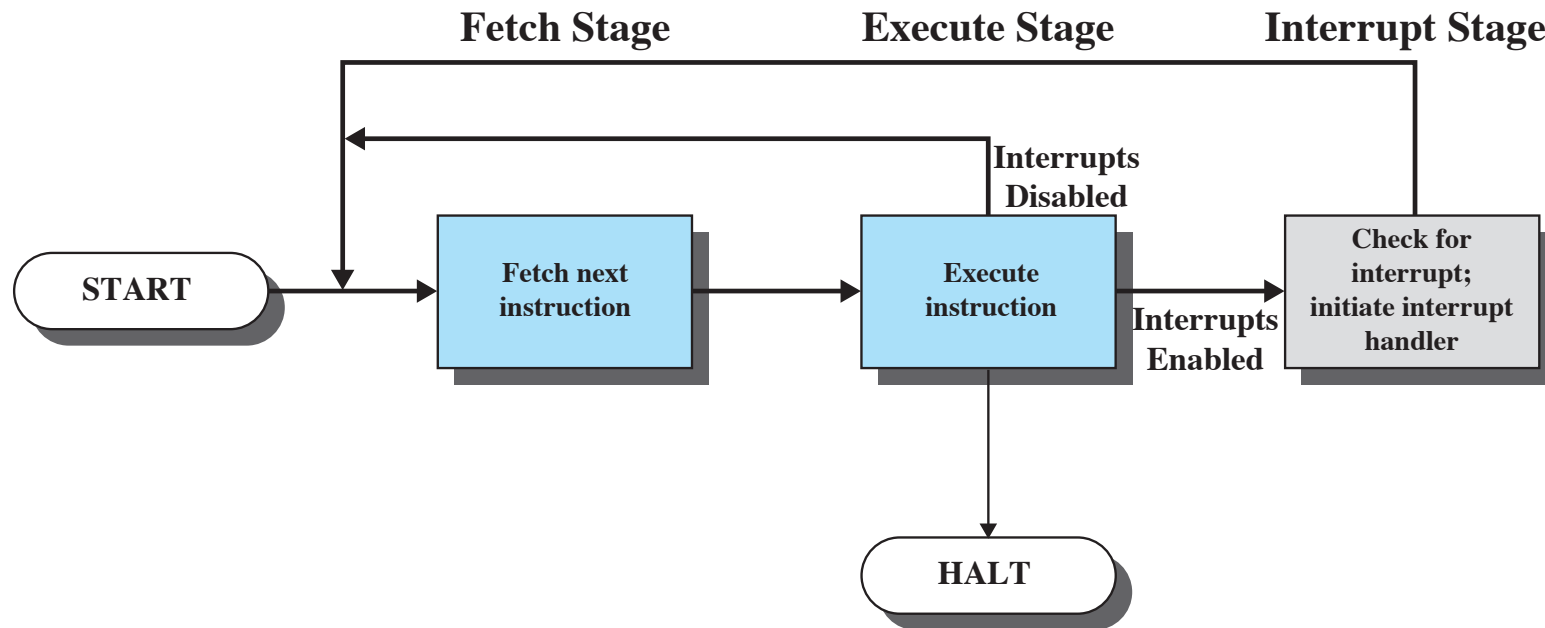 Fetch Stage
Execute Stage
Interrupt Stage
Interrupts
Disabled
START
Fetch next
instruction
Execute
instruction
Interrupts
Enabled
Check for
interrupt;
initiate interrupt
handler
HALT